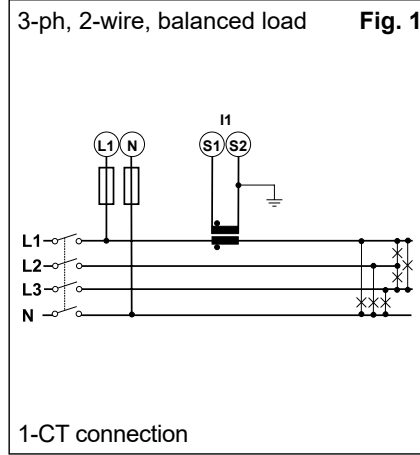 3-ph, 2-wire, balanced load Fig. 1
I1
L1 N S1 S2
L1
L2
L3
N
1-CT connection